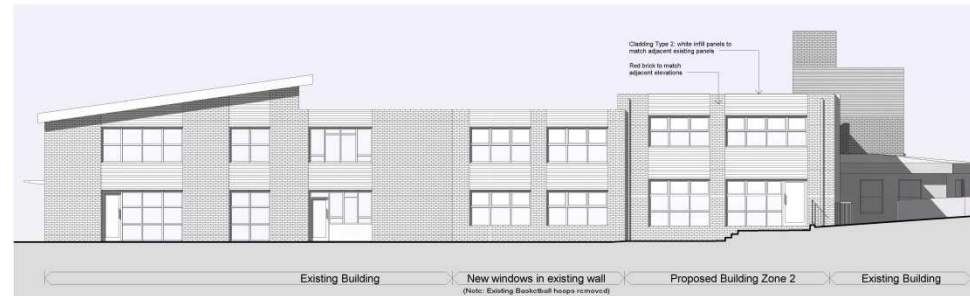 Cladding Type 2: white infill panels to
match adjacent existing panels
Red brick to match
adjacent elevations
Existing Building
New windows in existing wall
Proposed Building Zone 2
Existing Building
(Note: Existing Basketball hoops removed)